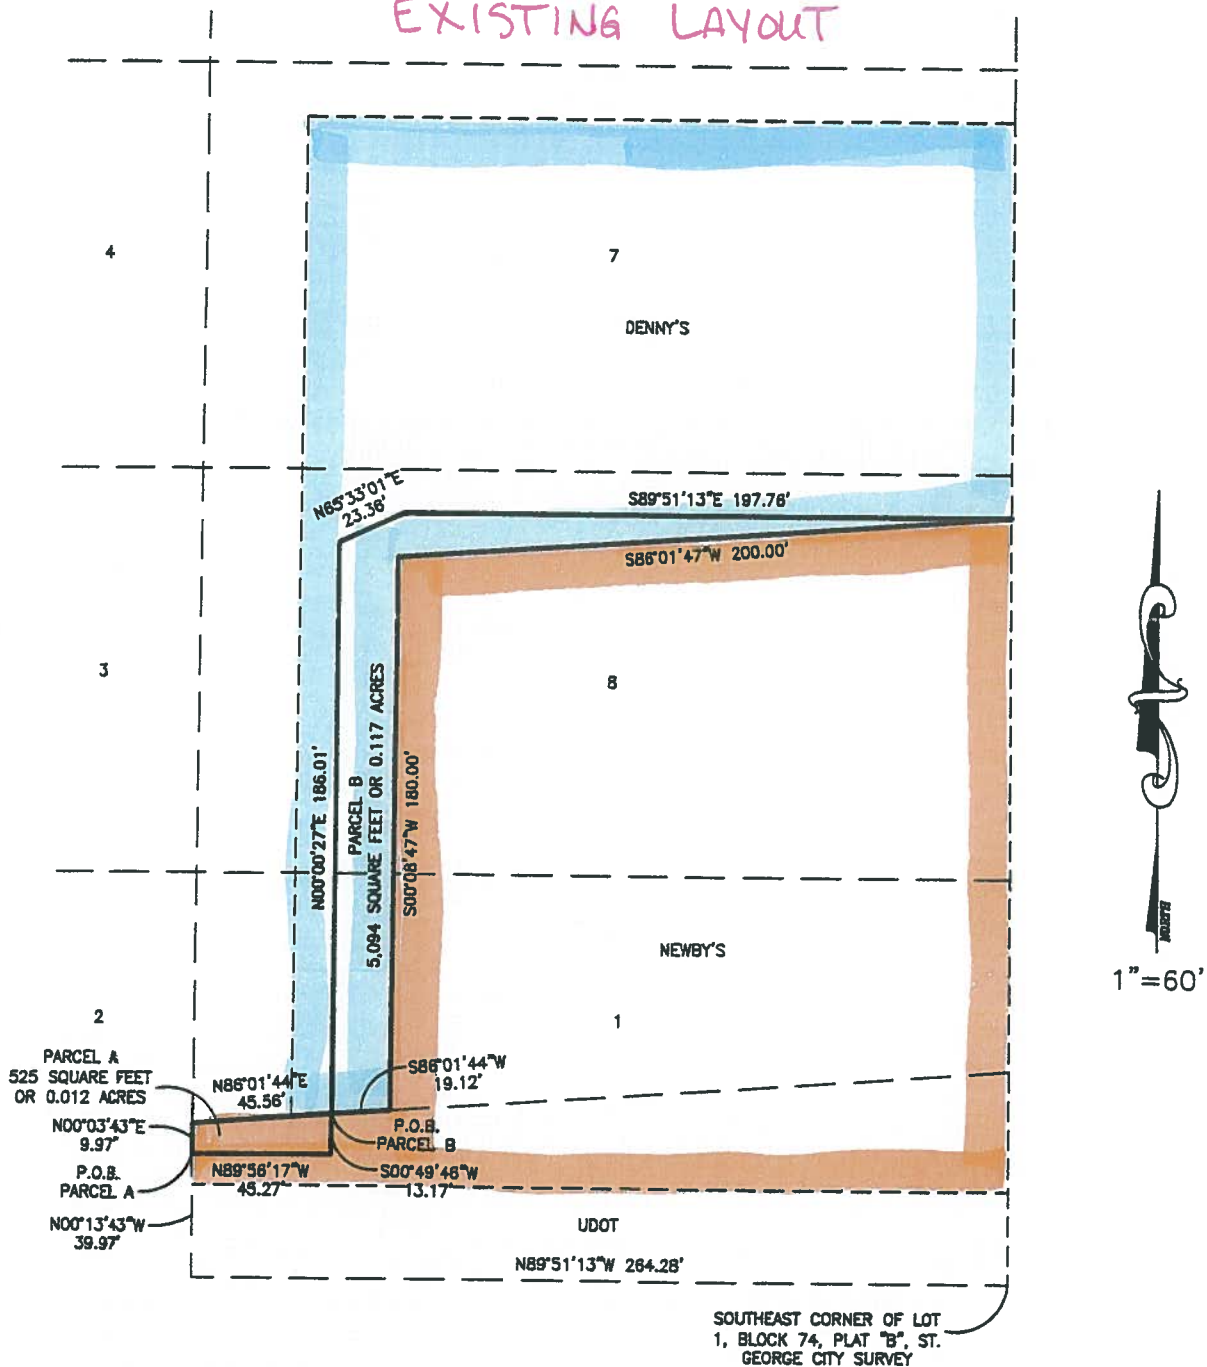 EXISTING LAYOUT
4
7
DENNY'S
N65°33'01"E
23.36'
S89°51'13"E 197.76'
S86°01'47"W 200.00'
3
8
N00°00'27"E 186.01'
PARCEL B
5,094 SQUARE FEET OR 0.117 ACRES
S00°08'47"W 180.00'
NEWBY'S
1"=60'
2
1
PARCEL A
525 SQUARE FEET
OR 0.012 ACRES
N86°01'44"E
45.56'
S86°01'44"W
19.12'
N00°03'43"E
9.97'
P.O.B.
PARCEL B
P.O.B.
PARCEL A
N89°56'17"W
45.27'
S00°49'46"W
13.17'
N00°13'43"W
39.97'
UDOT
N89°51'13"W 264.28'
SOUTHEAST CORNER OF LOT
1, BLOCK 74, PLAT "B", ST.
GEORGE CITY SURVEY